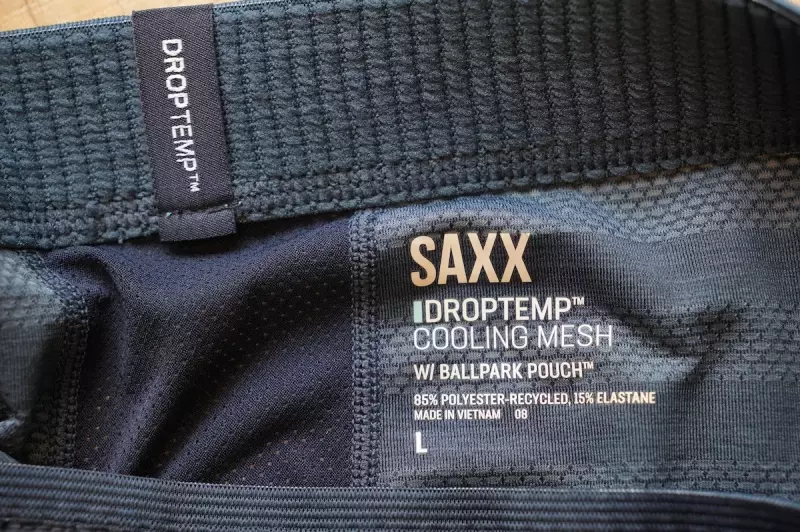 DROPTEMP™
SAXX
DROPTEMP™
COOLING MESH
W/ BALLPARK POUCH™
85% POLYESTER-RECYCLED, 15% ELASTANE
MADE IN VIETNAM 08
L